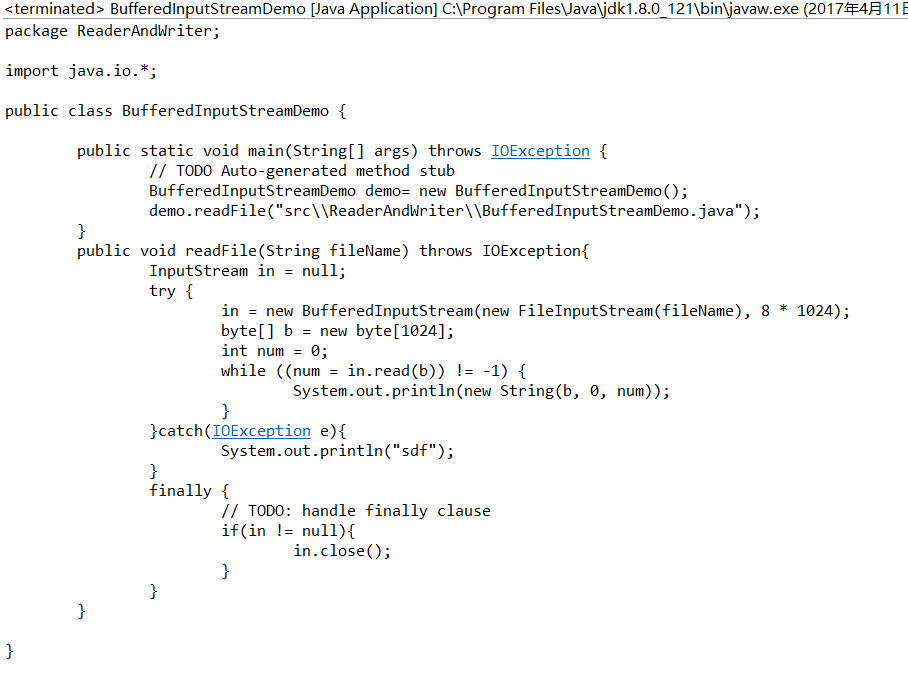 <terminated> BufferedInputStreamDemo [Java Application] C:\Program Files\Java\jdk1.8.0_121\bin\javaw.exe (2017年4月11日
package ReaderAndWriter;

import java.io.*;

public class BufferedInputStreamDemo {

	public static void main(String[] args) throws IOException {
		// TODO Auto-generated method stub
		BufferedInputStreamDemo demo= new BufferedInputStreamDemo();
		demo.readFile("src\\ReaderAndWriter\\BufferedInputStreamDemo.java");
	}
	public void readFile(String fileName) throws IOException{
		InputStream in = null;
		try {
			in = new BufferedInputStream(new FileInputStream(fileName), 8 * 1024);
			byte[] b = new byte[1024];
			int num = 0;
			while ((num = in.read(b)) != -1) {
				System.out.println(new String(b, 0, num));
			}
		}catch(IOException e){
			System.out.println("sdf");
		}
		finally {
			// TODO: handle finally clause
			if(in != null){
				in.close();
			}
		}
	}

}